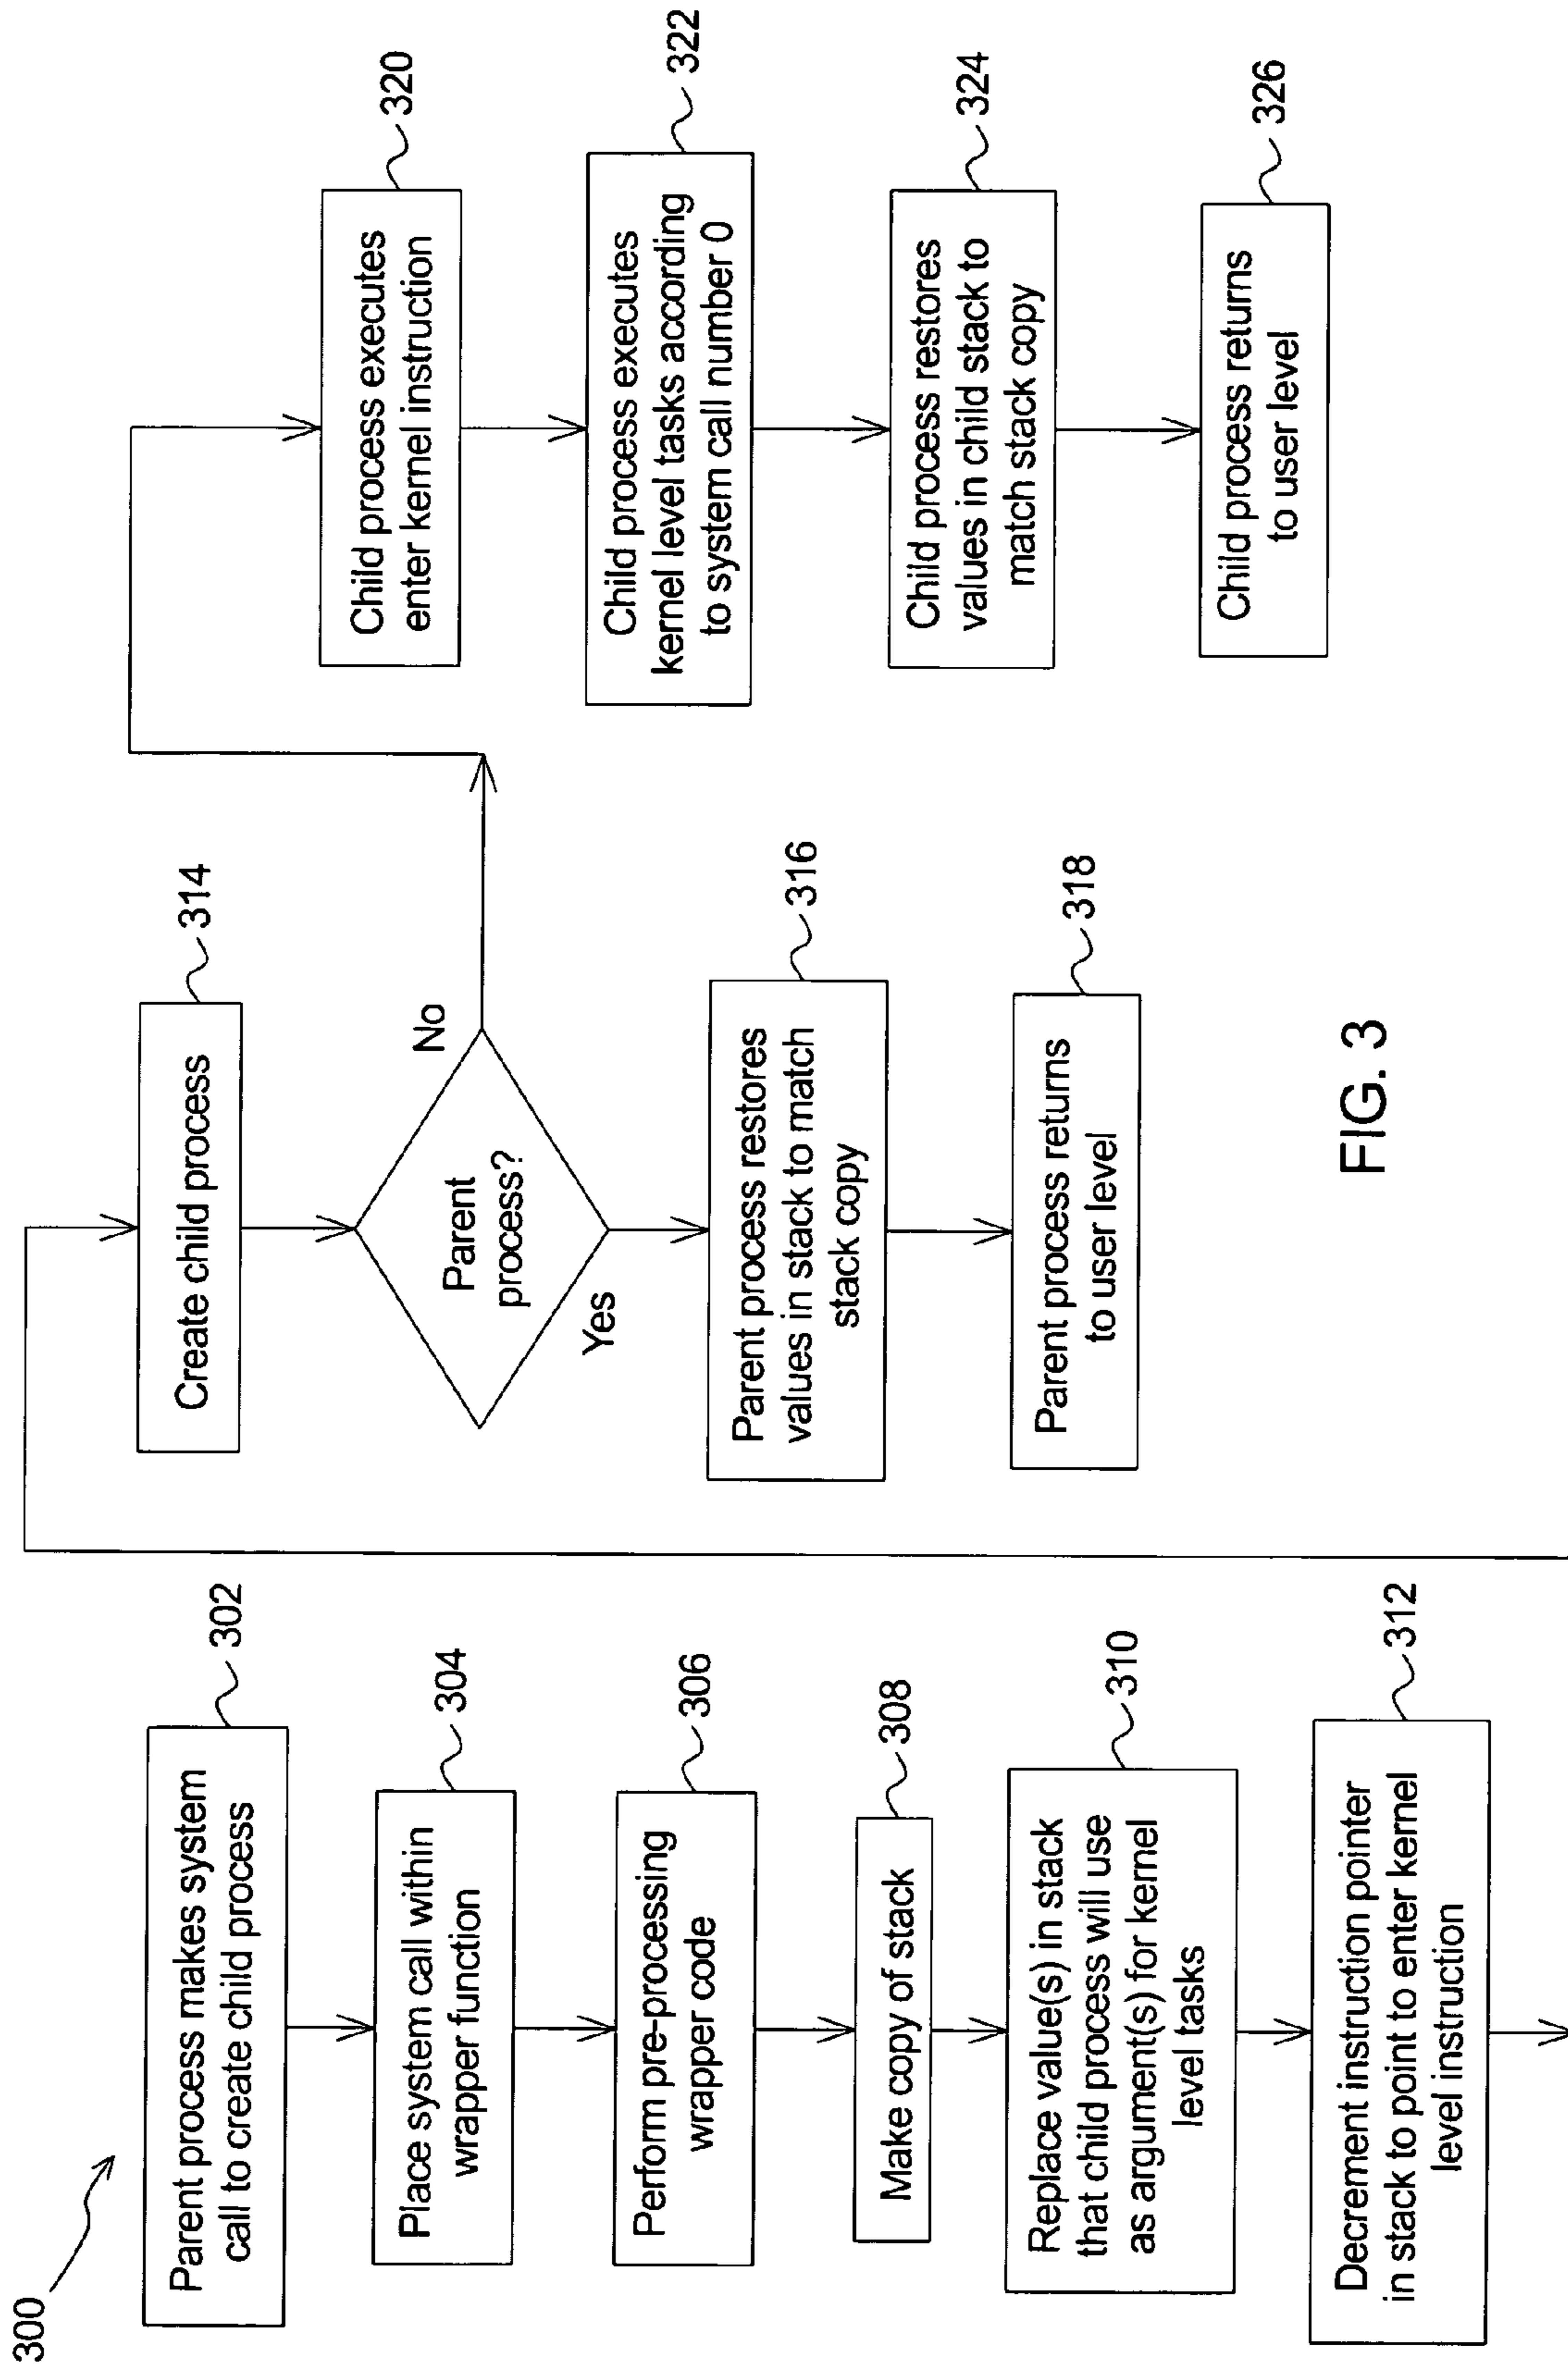 300
Parent process makes system
call to create child process
302
Place system call within
wrapper function
304
Perform pre-processing
wrapper code
306
Make copy of stack
308
Replace value(s) in stack
that child process will use
as argument(s) for kernel
level tasks
310
Decrement instruction pointer
in stack to point to enter kernel
level instruction
312
Create child process
314
Parent
process?
No
Yes
Parent process restores
values in stack to match
stack copy
316
Parent process returns
to user level
318
Child process executes
enter kernel instruction
320
Child process executes
kernel level tasks according
to system call number 0
322
Child process restores
values in child stack to
match stack copy
324
Child process returns
to user level
326
FIG. 3